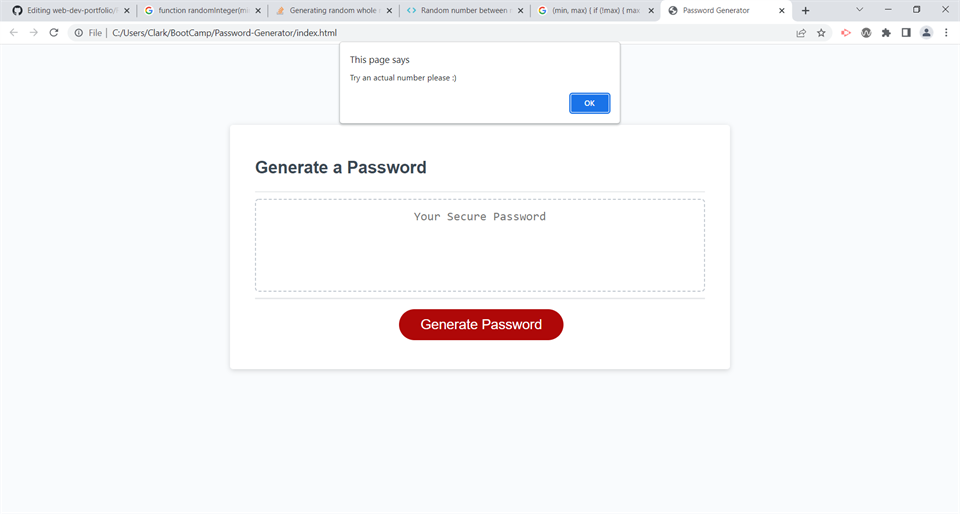 Editing web-dev-portfolio/
function randomInteger(mi
Generating random whole
Random number between
(min, max) { if (!max) { max
Password Generator
File | C:/Users/Clark/BootCamp/Password-Generator/index.html
This page says
Try an actual number please :)
OK
Generate a Password
Your Secure Password
Generate Password